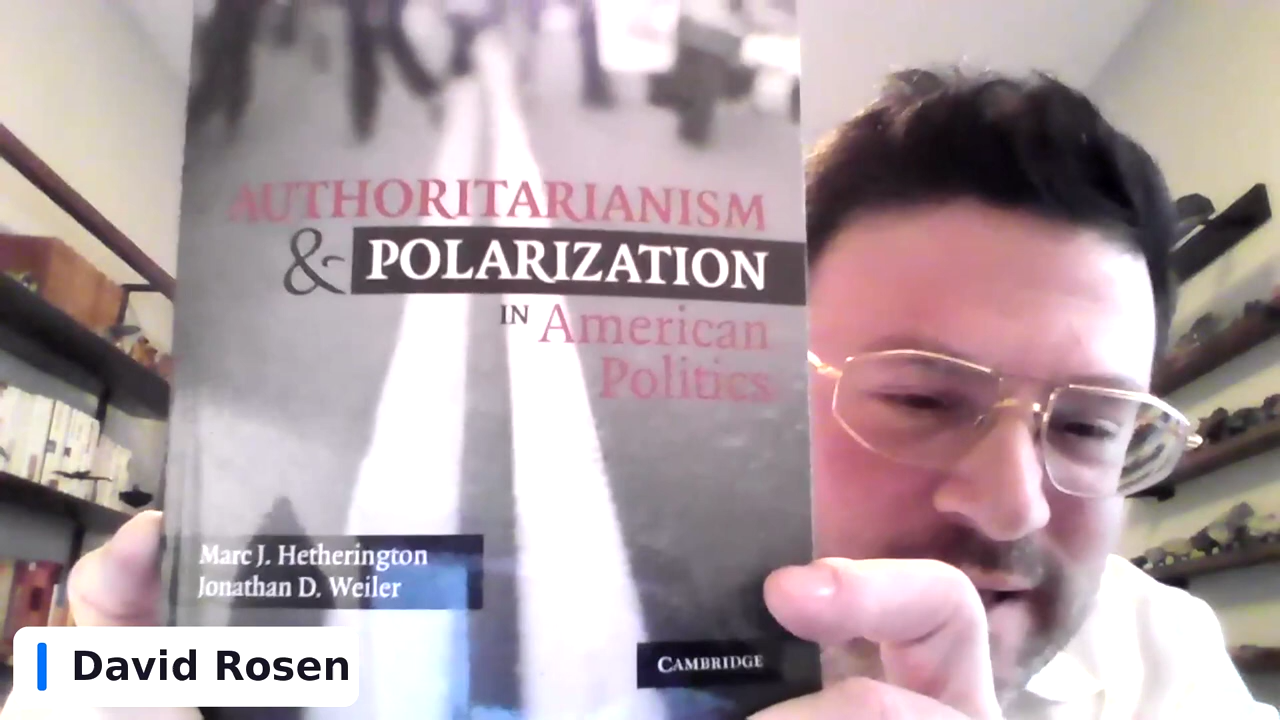 AUTHORITARIANISM
& POLARIZATION
IN American
Politics
Marc J. Hetherington
Jonathan D. Weiler
CAMBRIDGE
David Rosen